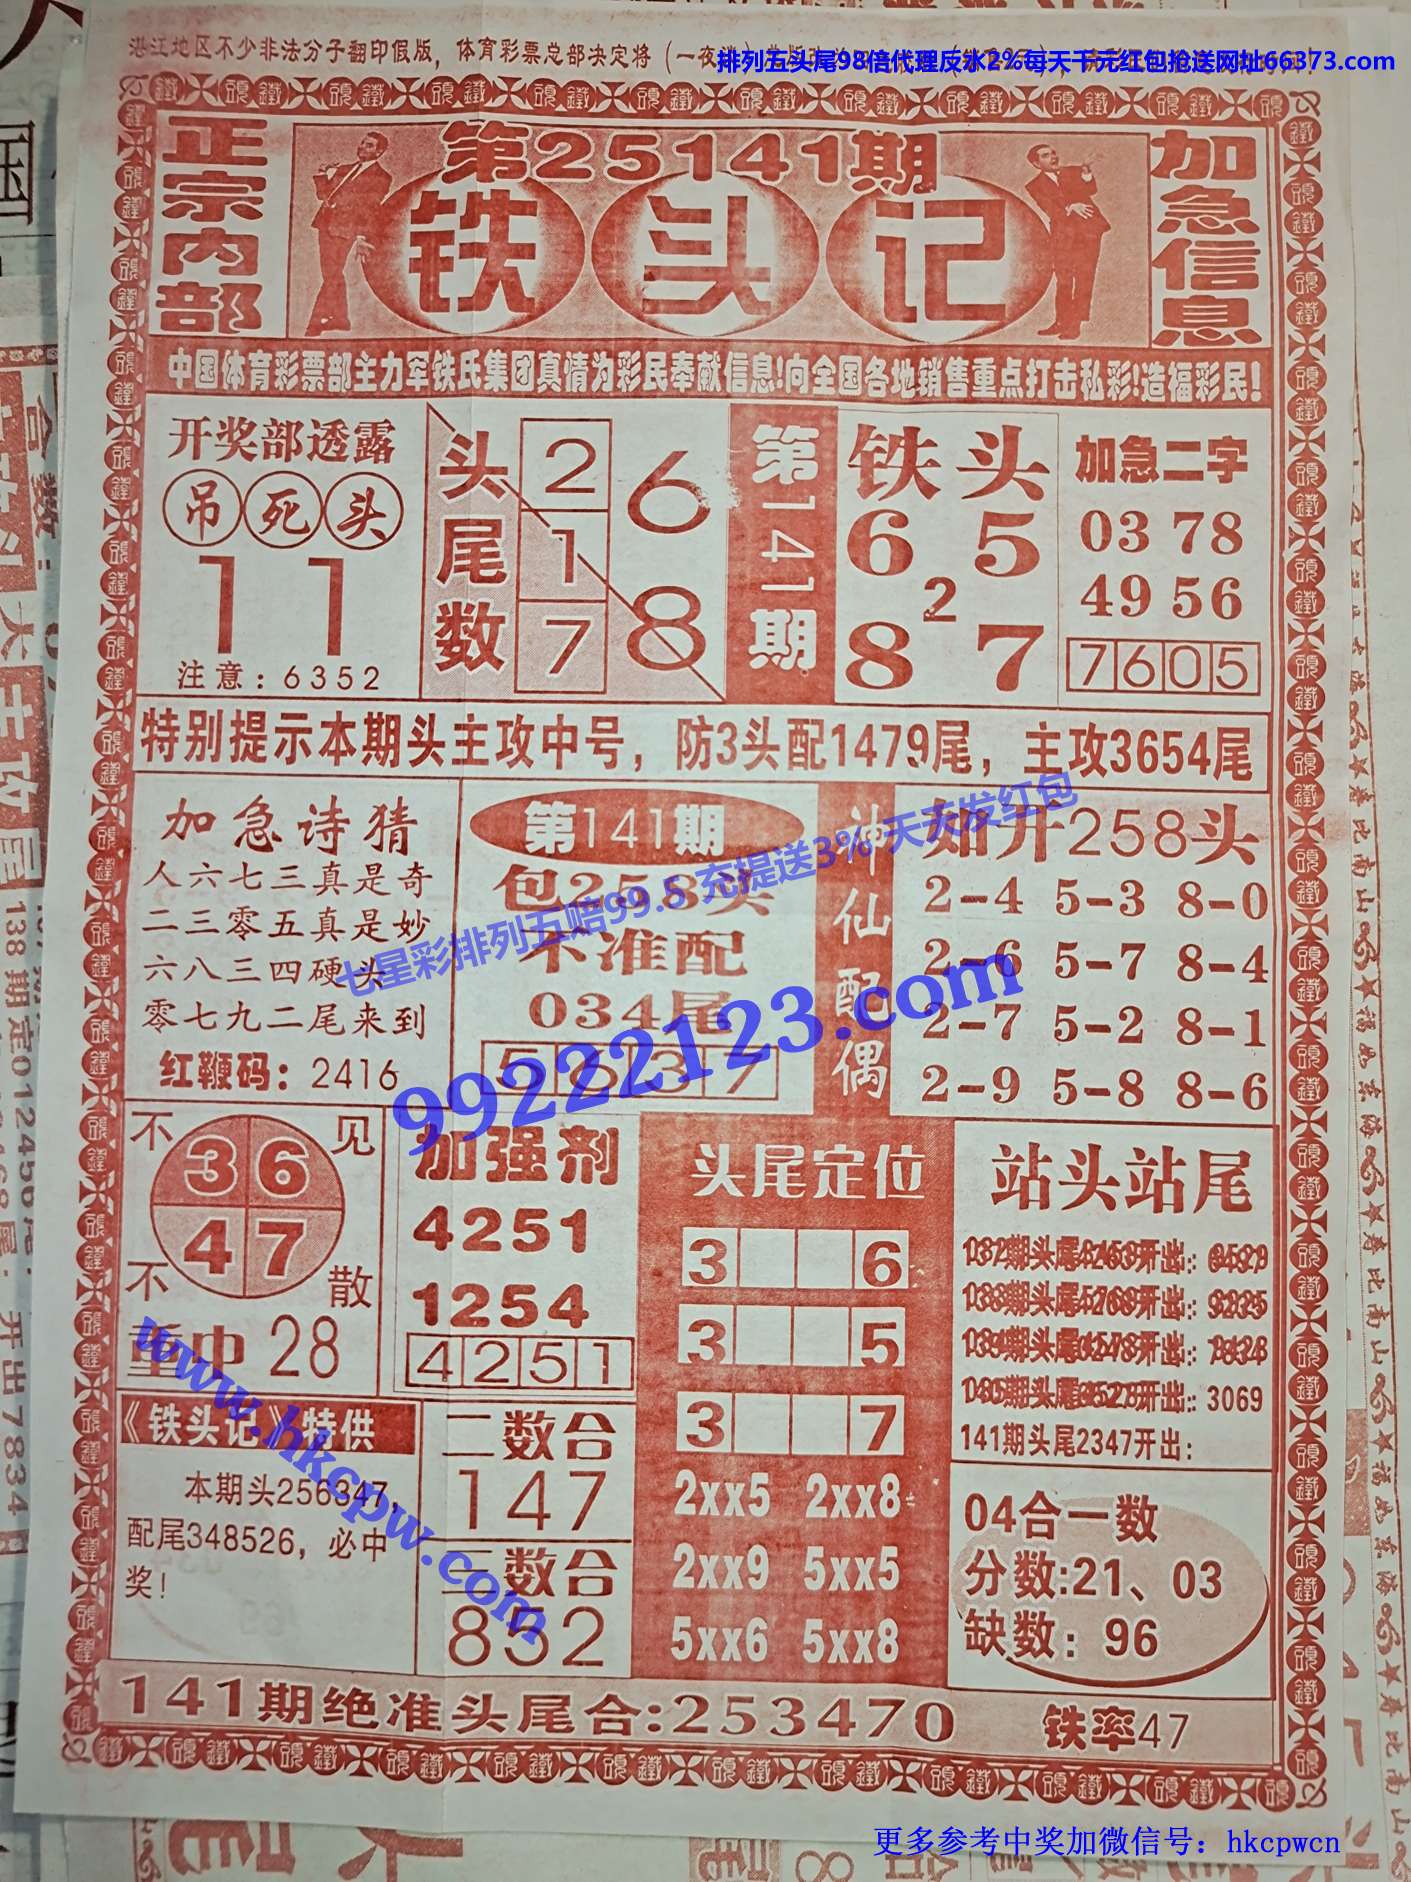 湛江地区不少非法分子翻印假版，体育彩票总部决定将（一夜
排列五头尾98倍代理反水2%每天千元红包抢送网址66373.com
第25141期
正宗内部
铁头记
加急信息
中国体育彩票部主力军铁氏集团真情为彩民奉献信息!向全国各地销售重点打击私彩!造福彩民!
开奖部透露
吊死头
11
注意:6352
头尾数
2
1
7
6
8
第141期
铁头
6 5
2
8 7
加急二字
03 78
49 56
7605
特别提示本期头主攻中号，防3头配1479尾，主攻3654尾
加急诗猜
人六七三真是奇
二三零五真是妙
六八三四硬头
零七九二尾来到
红鞭码：2416
第141期
包258头
不准配
034尾
5637
神仙配偶
如开258头
2-4 5-3 8-0
2-6 5-7 8-4
2-7 5-2 8-1
2-9 5-8 8-6
七星彩排列五赔99.5 充提送3% 天天发红包
99222123.com
不见
36
47
不散
重中28
加强剂
4251
1254
4251
头尾定位
3 6
3 5
3 7
2xx5 2xx8
2xx9 5xx5
5xx6 5xx8
站头站尾
3069
141期头尾2347开出:
《铁头记》特供
本期头256347，
配尾348526，必中
奖!
二数合
147
三数合
852
04合一数
分数:21、03
缺数：96
www.hkcpw.com
141期绝准头尾合:253470
铁率47
更多参考中奖加微信号：hkcpwcn